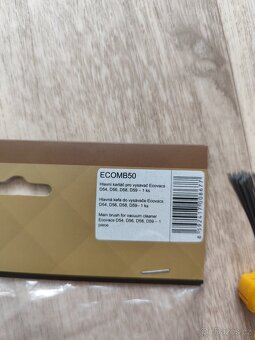 ECOMB50
Hlavní kartáč pro vysavač Ecovacs
D54, D56, D58, D59 – 1 ks
Hlavná kefa do vysávača Ecovacs
D54, D56, D58, D59– 1 ks
Main brush for vacuum cleaner
Ecovacs D54, D56, D58, D59 – 1
piece